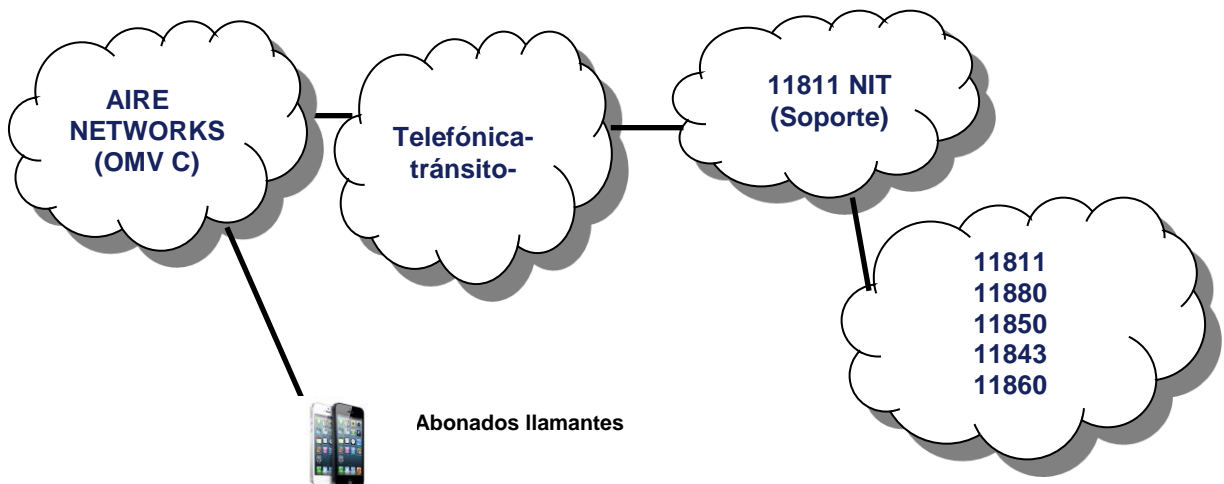 AIRE
NETWORKS
(OMV C)
Telefónica-
tránsito-
11811 NIT
(Soporte)
11811
11880
11850
11843
11860
Abonados llamantes